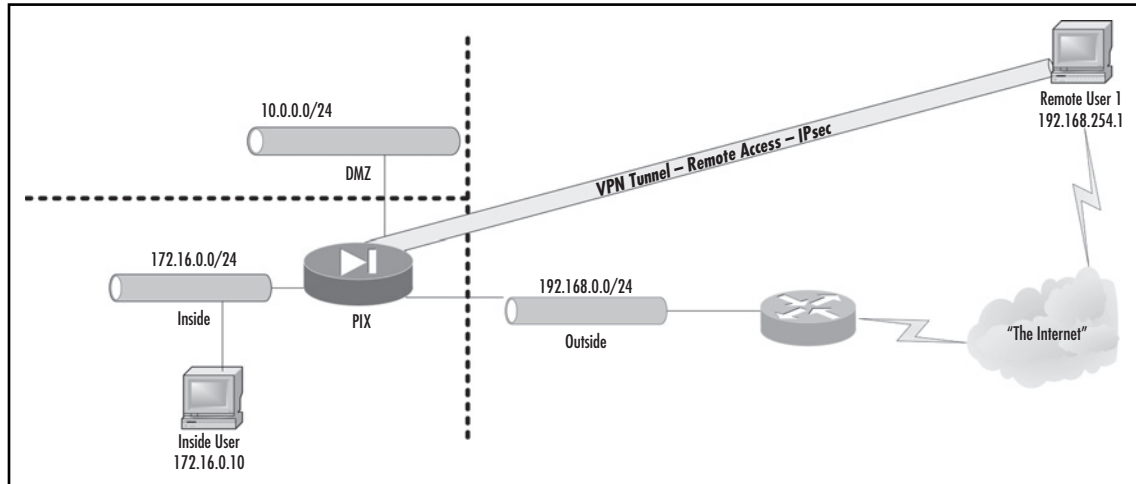 Remote User 1
192.168.254.1
10.0.0.0/24
DMZ
VPN Tunnel – Remote Access – IPsec
172.16.0.0/24
Inside
PIX
192.168.0.0/24
Outside
"The Internet"
Inside User
172.16.0.10